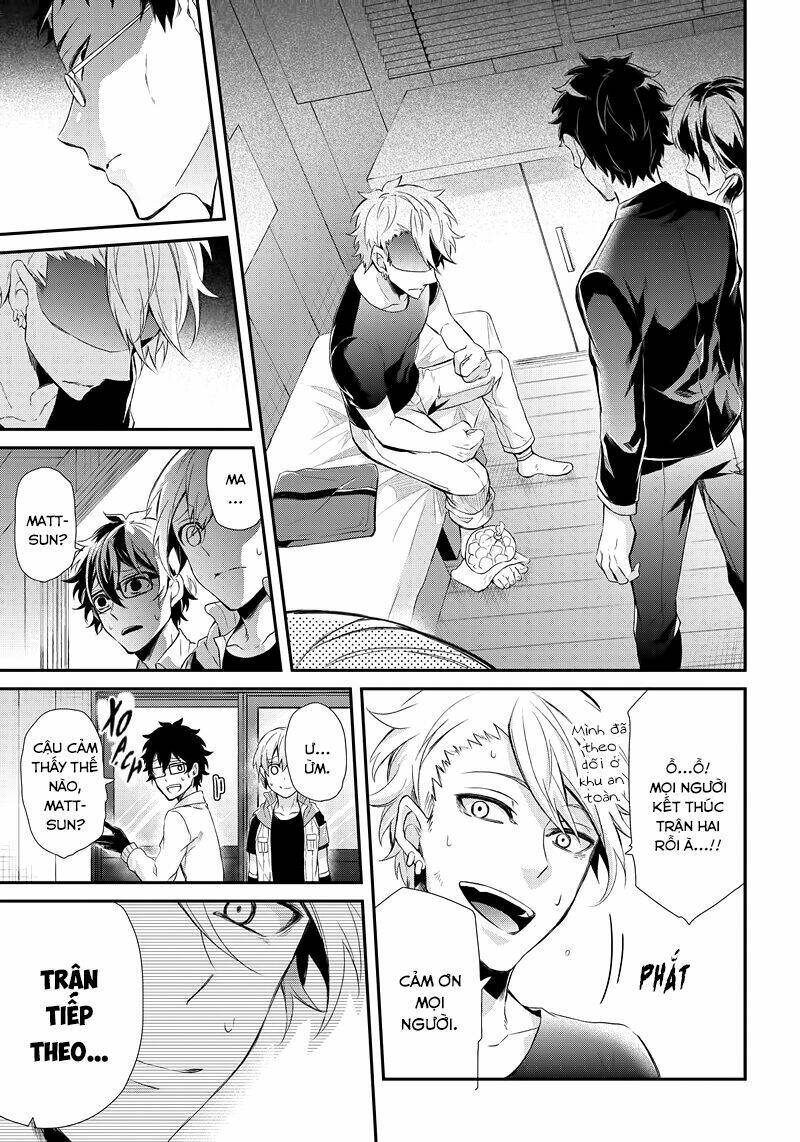 MA
...
MATT-
SUN?
Ồ...Ồ!
MỌI NGƯỜI
KẾT THÚC
TRẬN HAI
RỒI À...!!
Mình đã
theo
dõi ở
khu an
toàn.
PHẮT
CẢM ƠN
MỌI
NGƯỜI.
Ư...
ỪM.
XOẠCH
CẬU CẢM
THẤY THẾ
NÀO,
MATT-
SUN?
TRẬN
TIẾP
THEO...